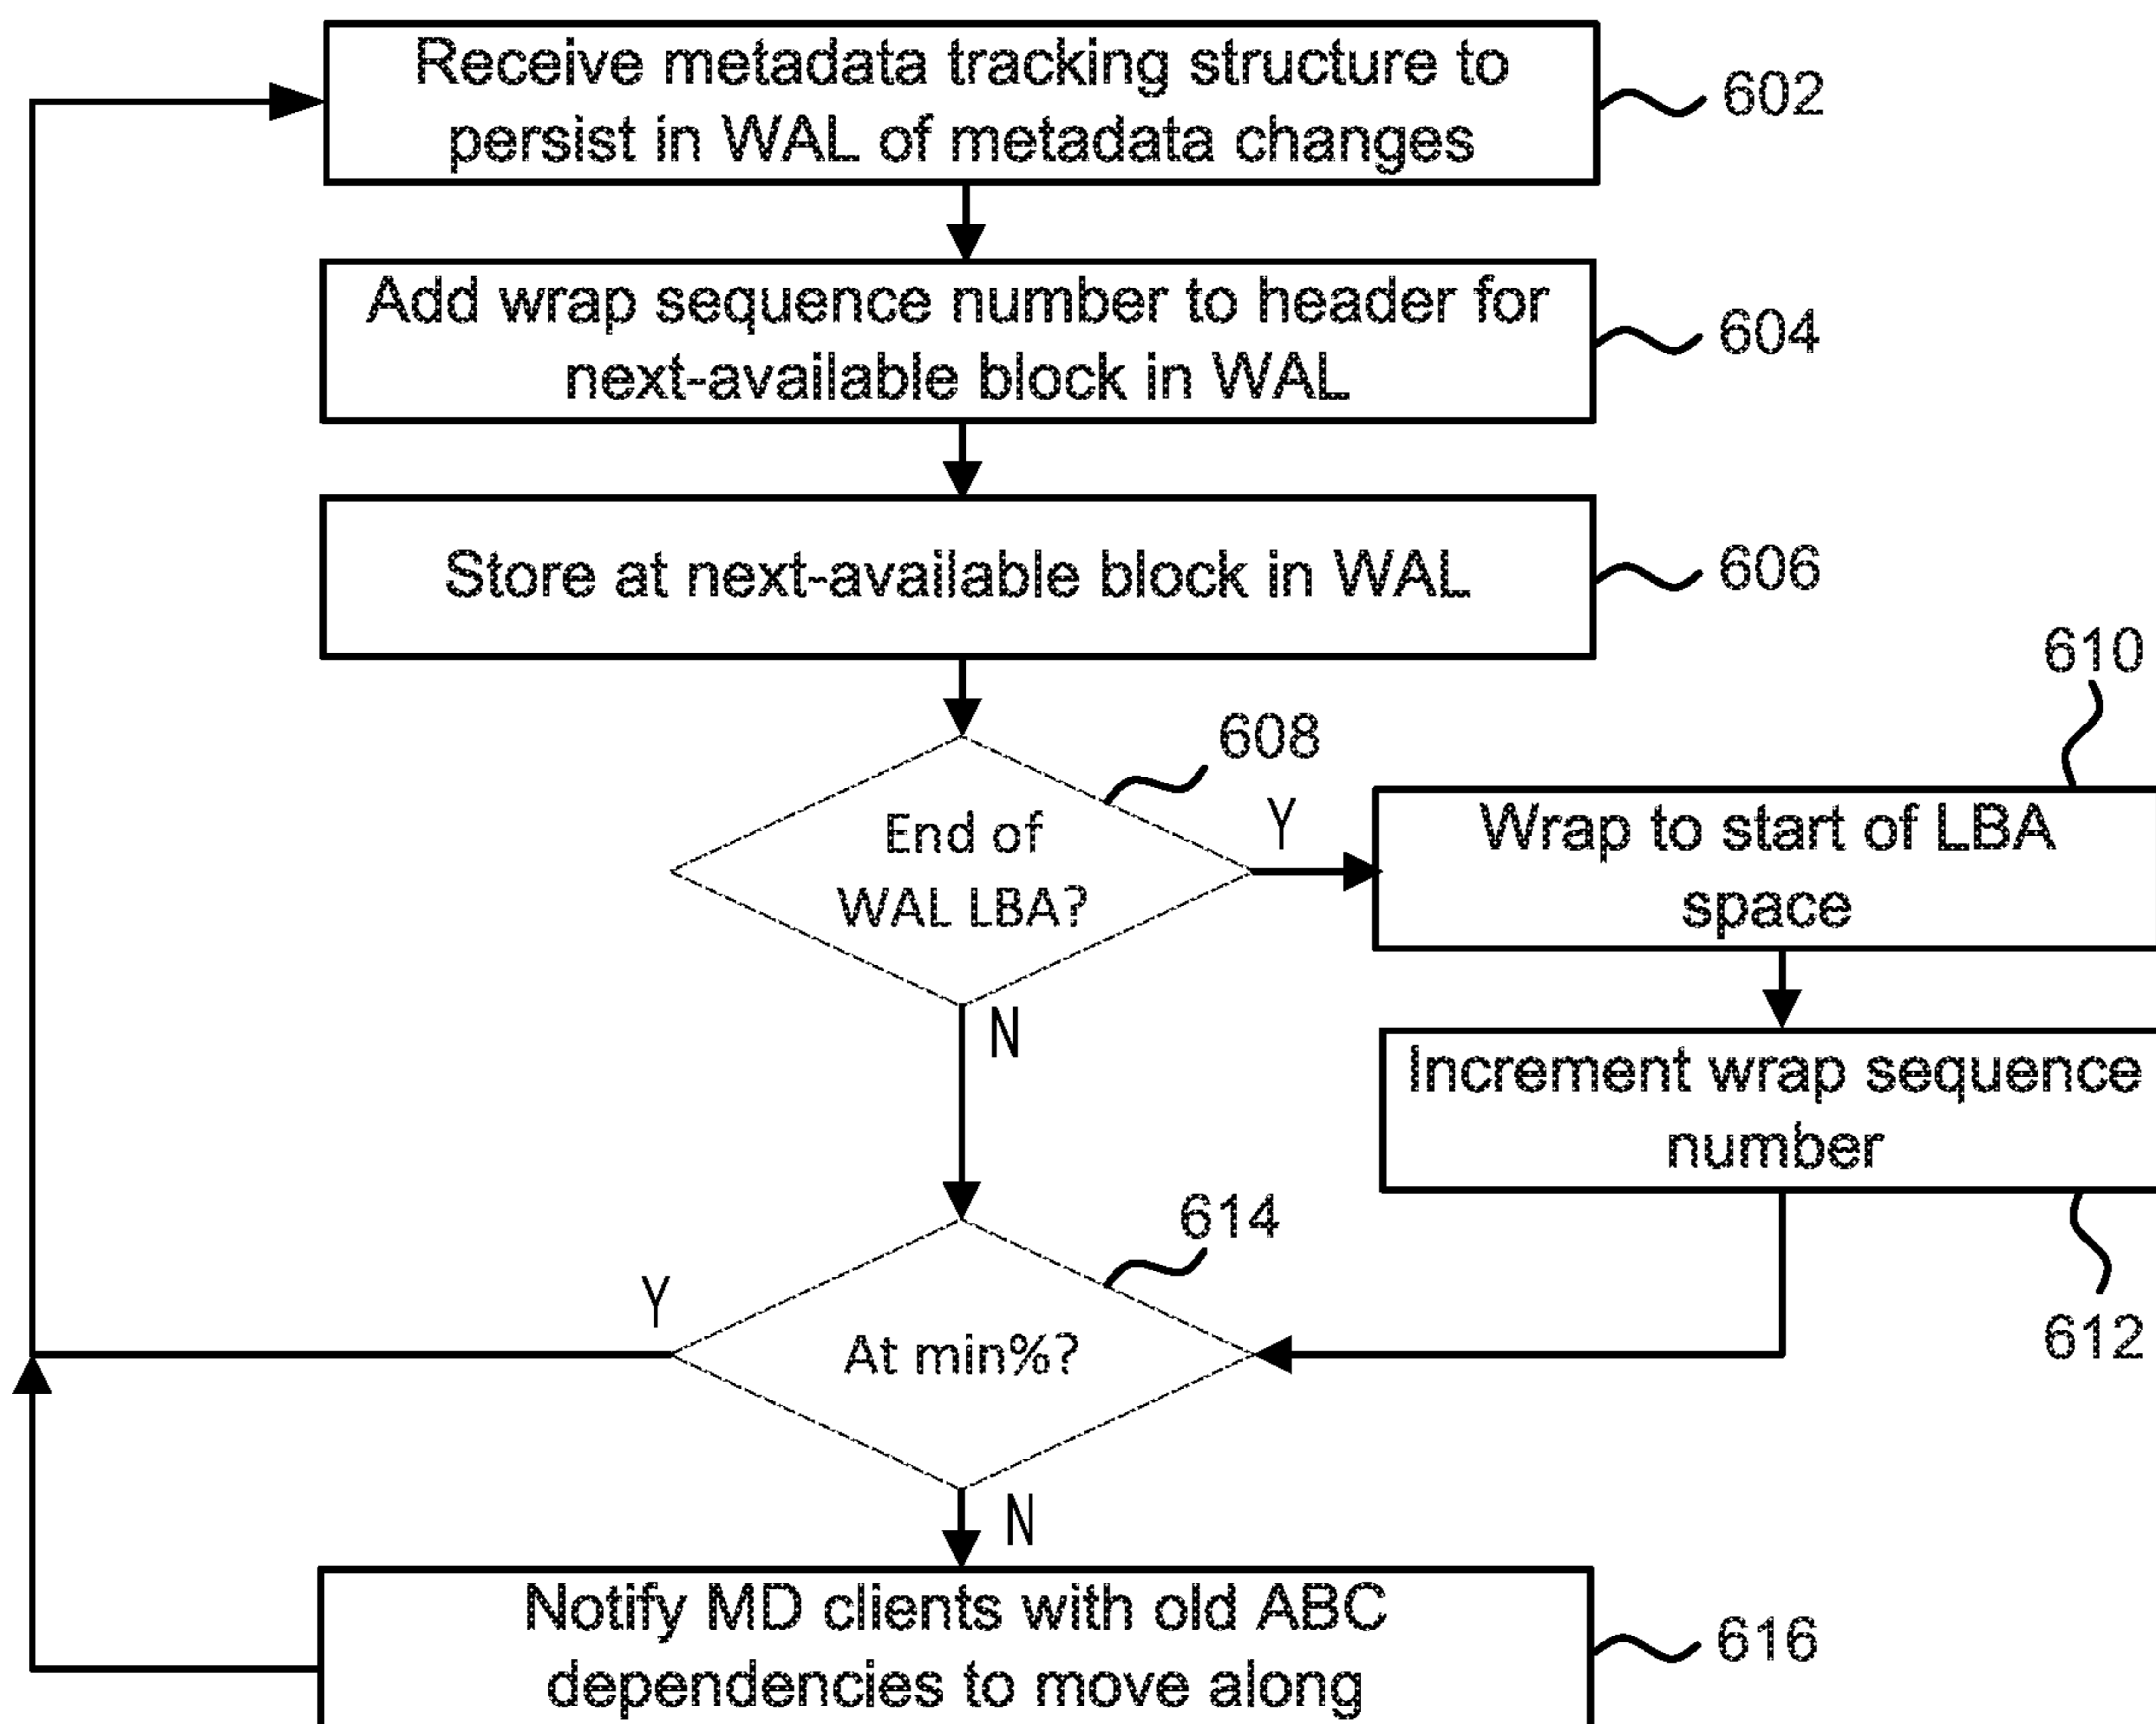 Receive metadata tracking structure to
persist in WAL of metadata changes
602
Add wrap sequence number to header for
next-available block in WAL
604
Store at next-available block in WAL
606
608
End of
WAL LBA?
Y
N
610
Wrap to start of LBA
space
Increment wrap sequence
number
612
614
At min%?
Y
N
Notify MD clients with old ABC
dependencies to move along
616